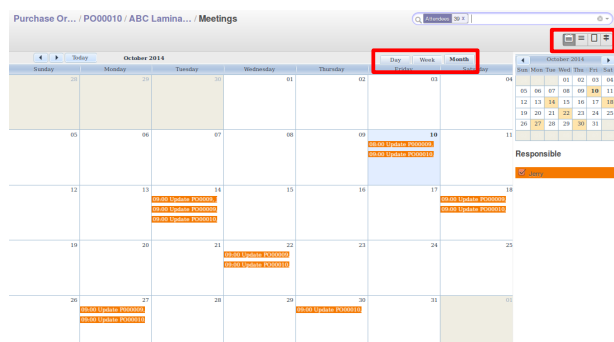 Purchase Or... / PO00010 / ABC Lamina... / Meetings
Attendees: 39 x
Today
October 2014
Day Week Month
Sunday Monday Tuesday Wednesday Thursday Friday Saturday
28 29 30 01 02 03 04
05 06 07 08 09 10 11
09:00 Update PO00009,
09:00 Update PO00010,
12 13 14 15 16 17 18
09:00 Update PO0009, 09:00 Update PO00009,
09:00 Update PO00009, 09:00 Update PO00010,
09:00 Update PO00010,
19 20 21 22 23 24 25
09:00 Update PO00009,
09:00 Update PO00010,
26 27 28 29 30 31 01
09:00 Update PO00009, 09:00 Update PO00010,
09:00 Update PO00010,
October 2014
Sun Mon Tue Wed Thu Fri Sat
01 02 03 04
05 06 07 08 09 10 11
12 13 14 15 16 17 18
19 20 21 22 23 24 25
26 27 28 29 30 31
Responsible
Jerry